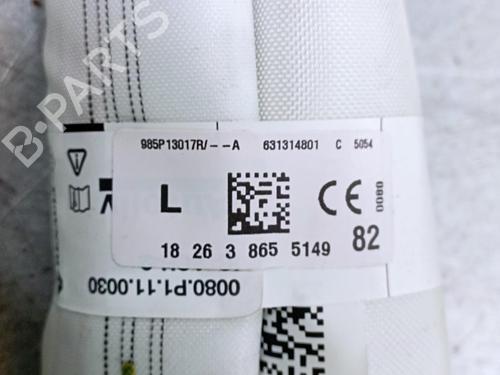 B-PARTS
985P13017R/--A 631314801 C 5054
L CE 0080
18 26 3 865 5149 82
0080.P1.11.0030